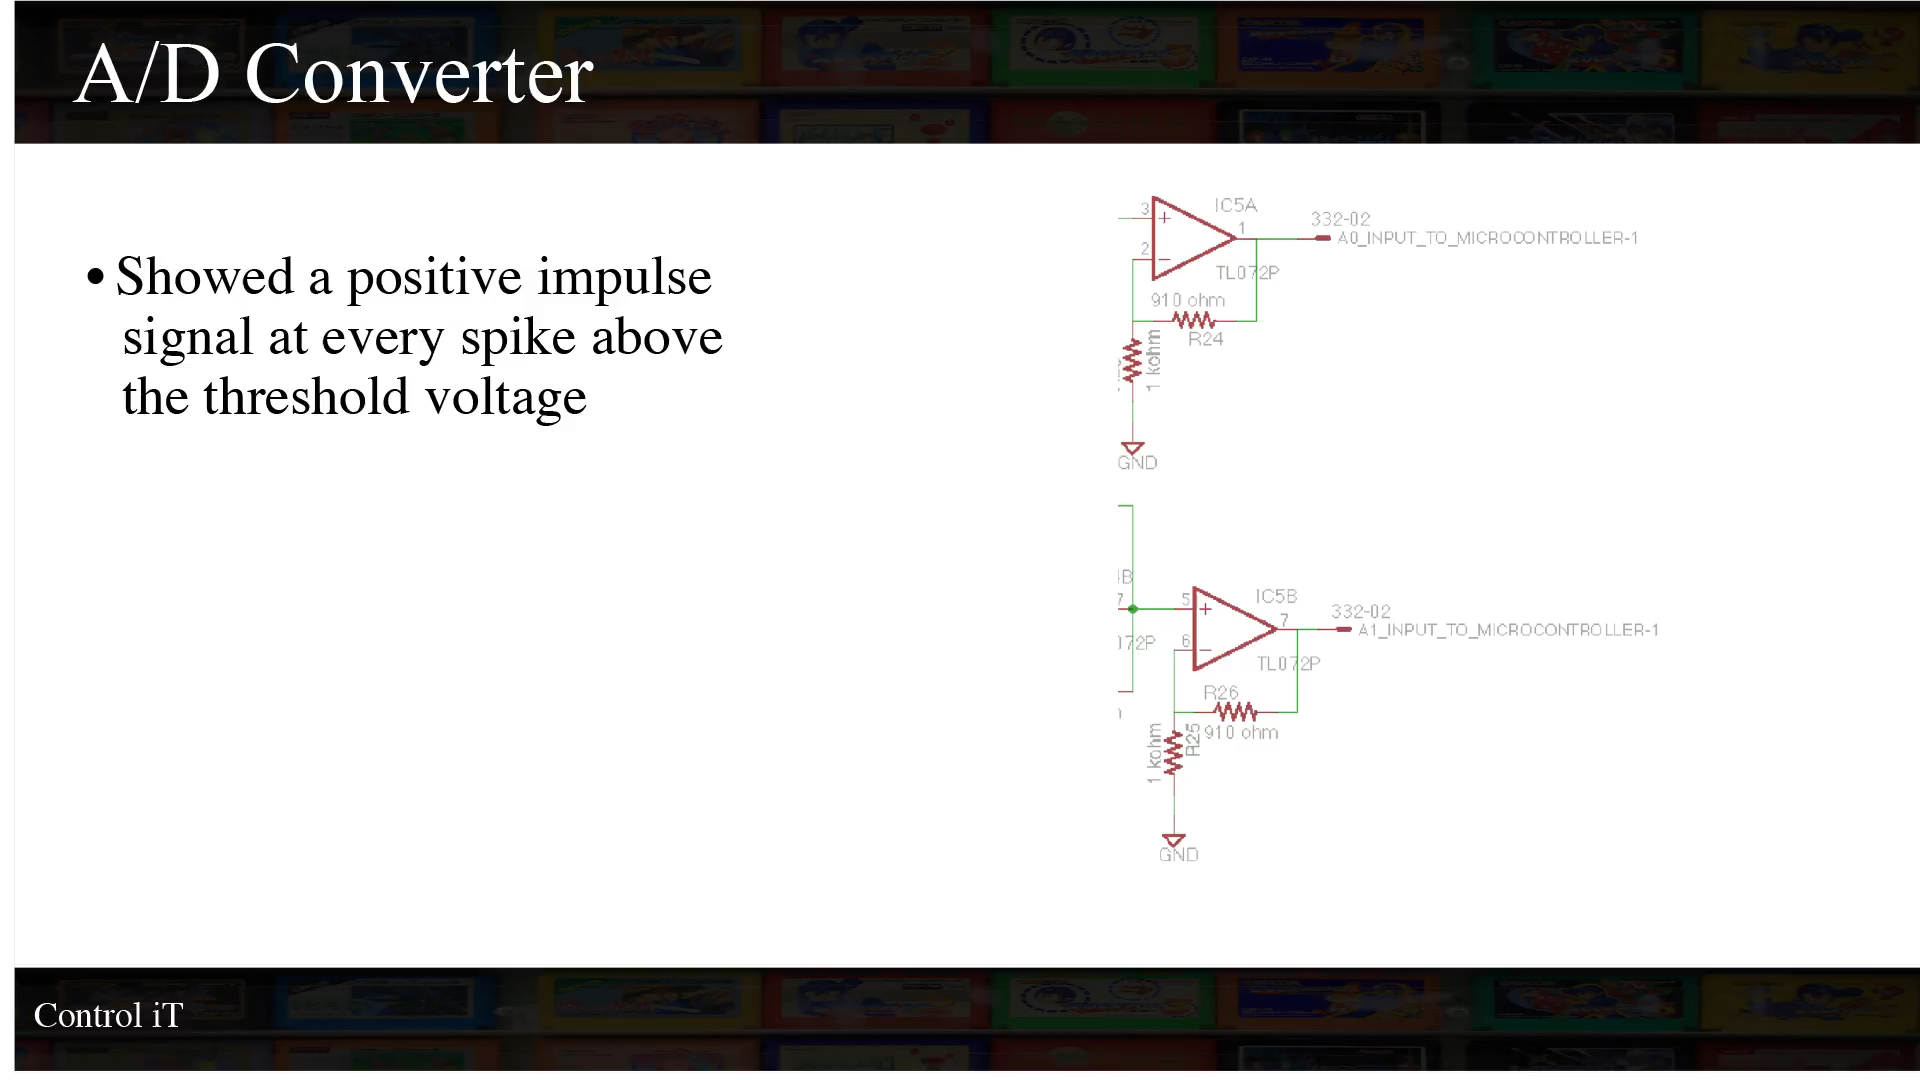 A/D Converter
• Showed a positive impulse
signal at every spike above
the threshold voltage
IC5A
3
+
1
2
−
TL072P
332-02
A0_INPUT_TO_MICROCONTROLLER-1
910 ohm
R24
1 kohm
GND
7
5
+
IC5B
7
6
−
TL072P
332-02
A1_INPUT_TO_MICROCONTROLLER-1
R26
910 ohm
R25
1 kohm
GND
Control iT